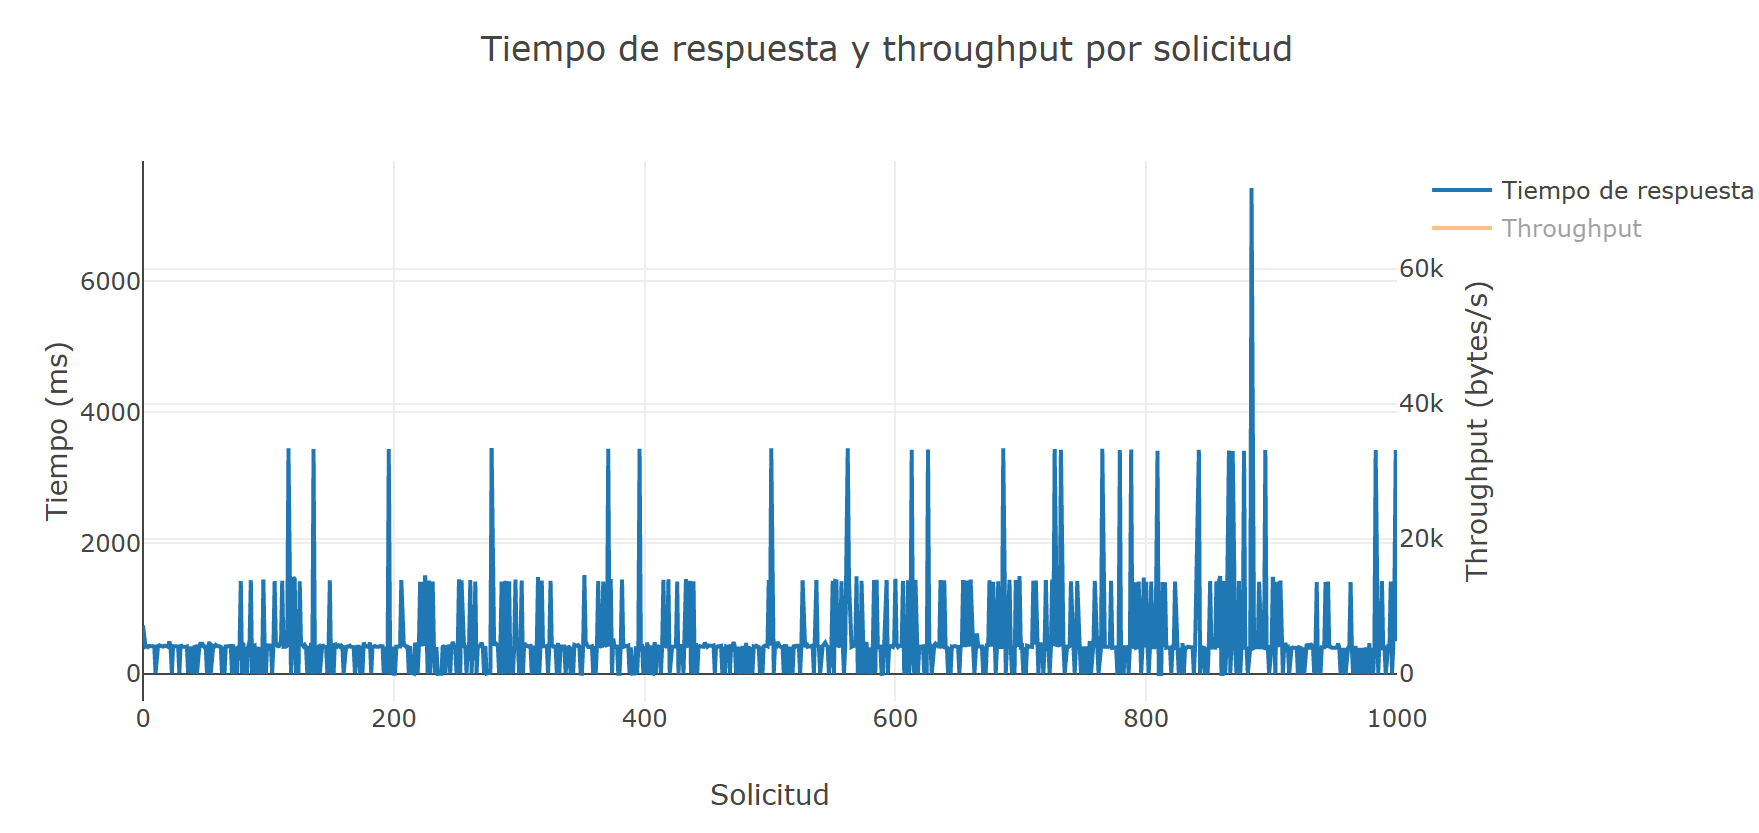 Tiempo de respuesta y throughput por solicitud
Tiempo de respuesta
Throughput
6000
4000
2000
0
Tiempo (ms)
60k
40k
20k
0
Throughput (bytes/s)
0
200
400
600
800
1000
Solicitud